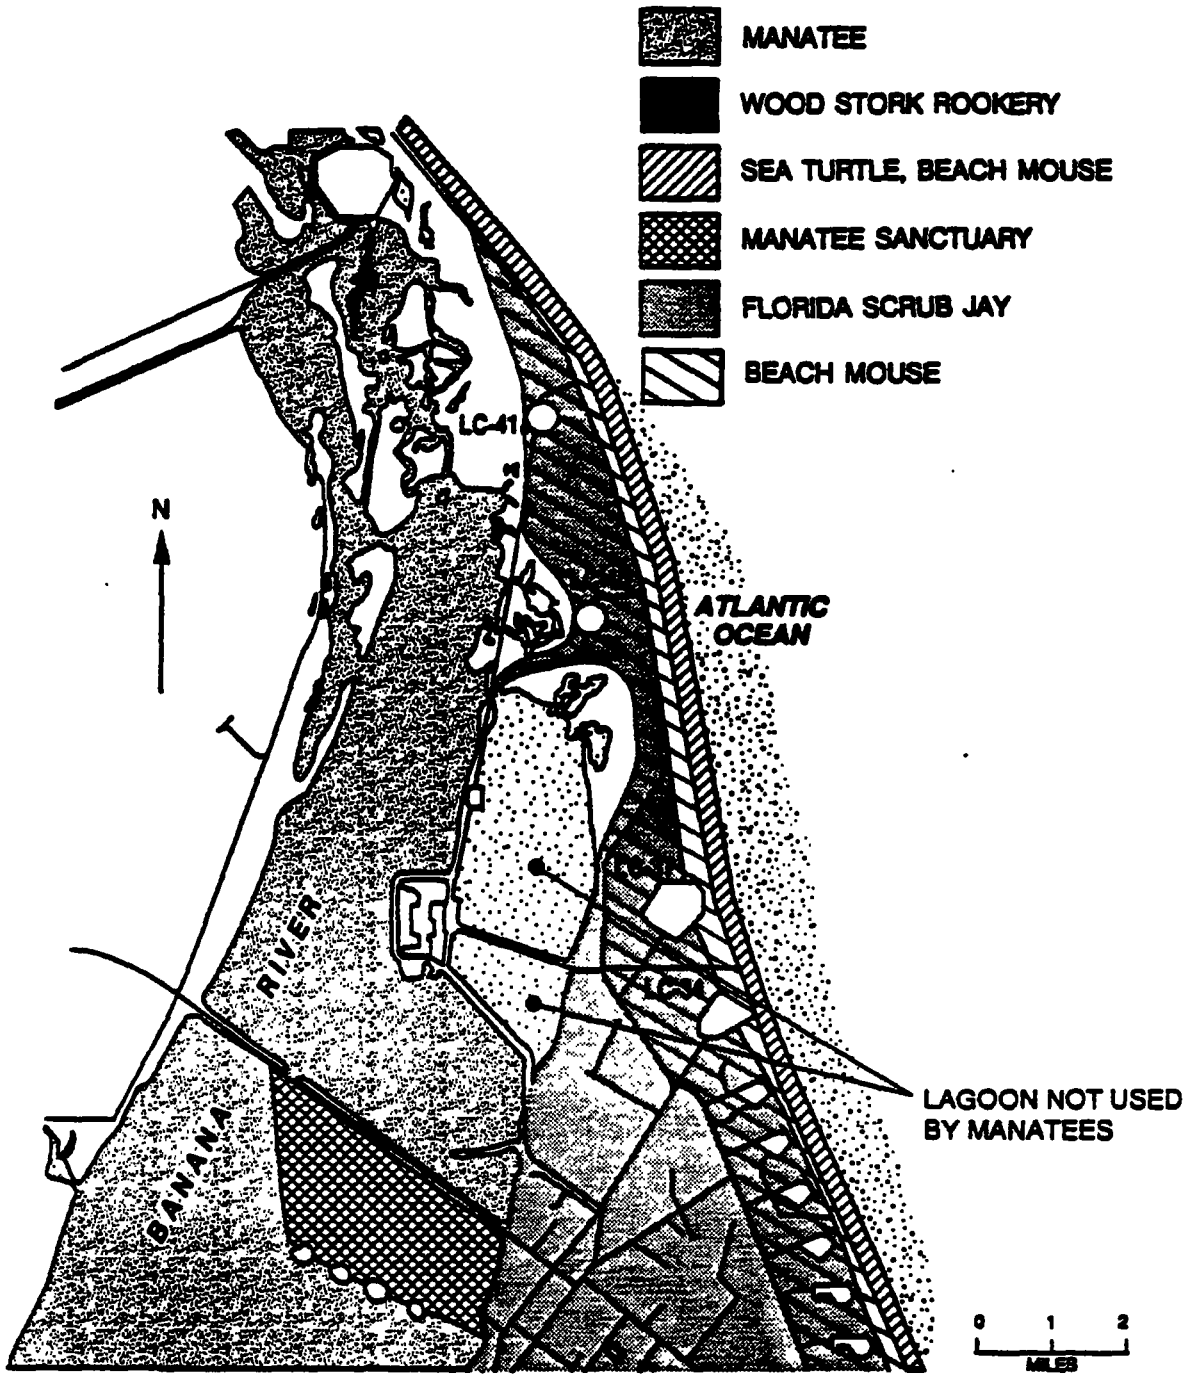 MANATEE
WOOD STORK ROOKERY
SEA TURTLE, BEACH MOUSE
MANATEE SANCTUARY
FLORIDA SCRUB JAY
BEACH MOUSE
LC-41
N
ATLANTIC
OCEAN
RIVER
BANANA
LAGOON NOT USED
BY MANATEES
0 1 2
MILES